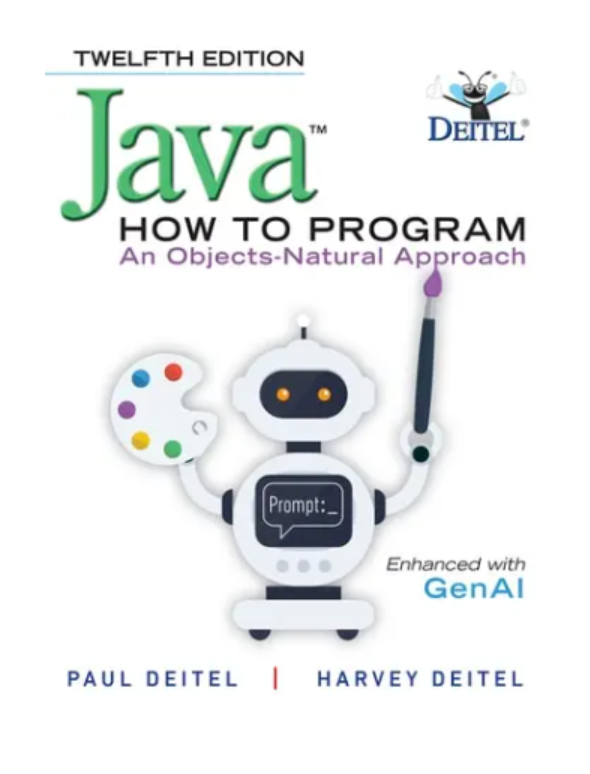 TWELFTH EDITION
Java™
DEITEL®
HOW TO PROGRAM
An Objects-Natural Approach
Prompt:_
Enhanced with
GenAI
PAUL DEITEL | HARVEY DEITEL